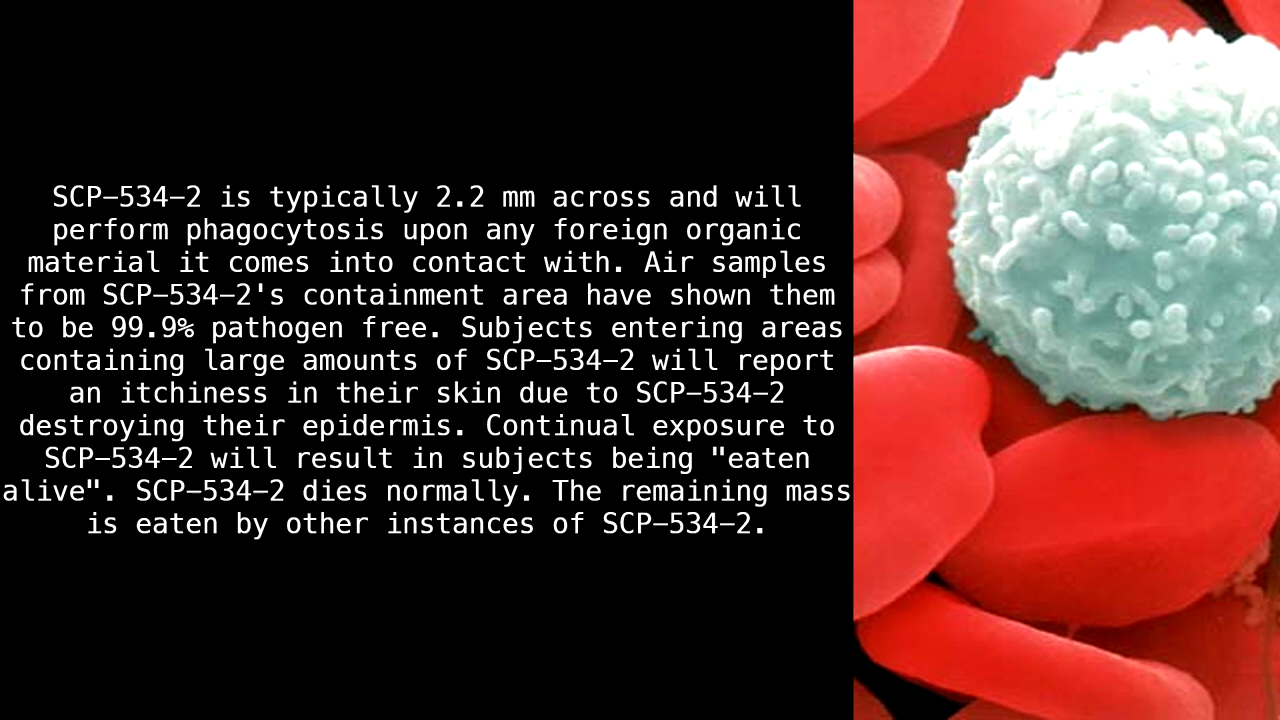 SCP-534-2 is typically 2.2 mm across and will
perform phagocytosis upon any foreign organic
material it comes into contact with. Air samples
from SCP-534-2's containment area have shown them
to be 99.9% pathogen free. Subjects entering areas
containing large amounts of SCP-534-2 will report
an itchiness in their skin due to SCP-534-2
destroying their epidermis. Continual exposure to
SCP-534-2 will result in subjects being "eaten
alive". SCP-534-2 dies normally. The remaining mass
is eaten by other instances of SCP-534-2.